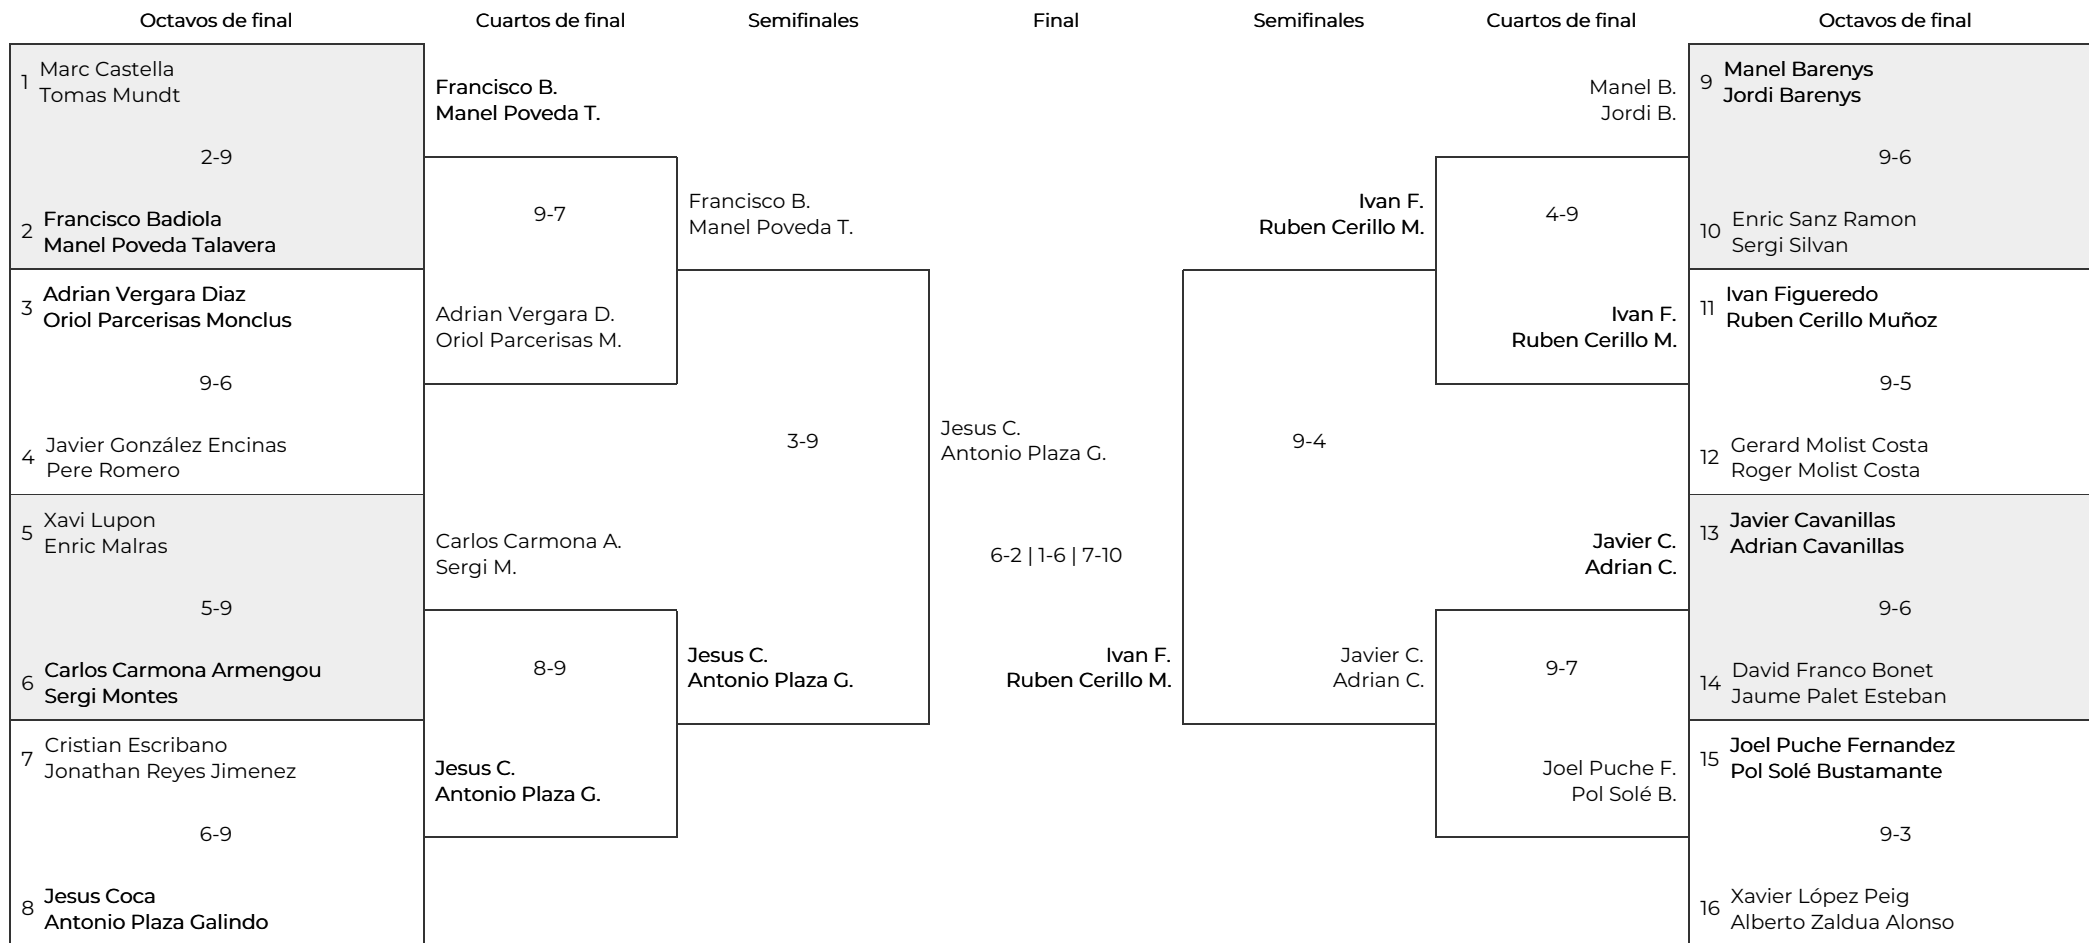 Octavos de final
Cuartos de final
Semifinales
Final
Semifinales
Cuartos de final
Octavos de final
1
Marc Castella
Tomas Mundt
2-9
2
Francisco Badiola
Manel Poveda Talavera
3
Adrian Vergara Diaz
Oriol Parcerisas Monclus
9-6
4
Javier González Encinas
Pere Romero
5
Xavi Lupon
Enric Malras
5-9
6
Carlos Carmona Armengou
Sergi Montes
7
Cristian Escribano
Jonathan Reyes Jimenez
6-9
8
Jesus Coca
Antonio Plaza Galindo
Francisco B.
Manel Poveda T.
9-7
Adrian Vergara D.
Oriol Parcerisas M.
Carlos Carmona A.
Sergi M.
8-9
Jesus C.
Antonio Plaza G.
Francisco B.
Manel Poveda T.
3-9
Jesus C.
Antonio Plaza G.
Jesus C.
Antonio Plaza G.
6-2 | 1-6 | 7-10
Ivan F.
Ruben Cerillo M.
Ivan F.
Ruben Cerillo M.
9-4
Javier C.
Adrian C.
Manel B.
Jordi B.
4-9
Ivan F.
Ruben Cerillo M.
Javier C.
Adrian C.
9-7
Joel Puche F.
Pol Solé B.
9
Manel Barenys
Jordi Barenys
9-6
10
Enric Sanz Ramon
Sergi Silvan
11
Ivan Figueredo
Ruben Cerillo Muñoz
9-5
12
Gerard Molist Costa
Roger Molist Costa
13
Javier Cavanillas
Adrian Cavanillas
9-6
14
David Franco Bonet
Jaume Palet Esteban
15
Joel Puche Fernandez
Pol Solé Bustamante
9-3
16
Xavier López Peig
Alberto Zaldua Alonso